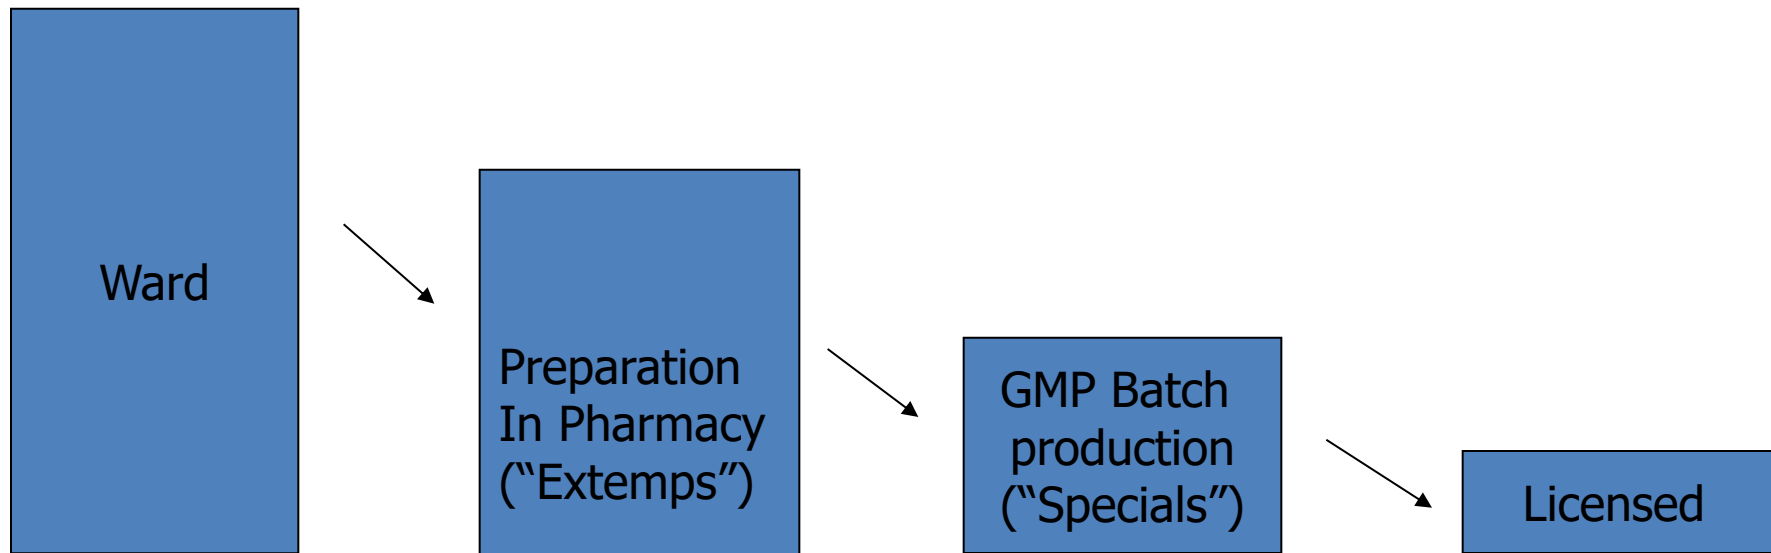 Ward
Preparation
In Pharmacy
(“Extemps”)
GMP Batch
production
(“Specials”)
Licensed